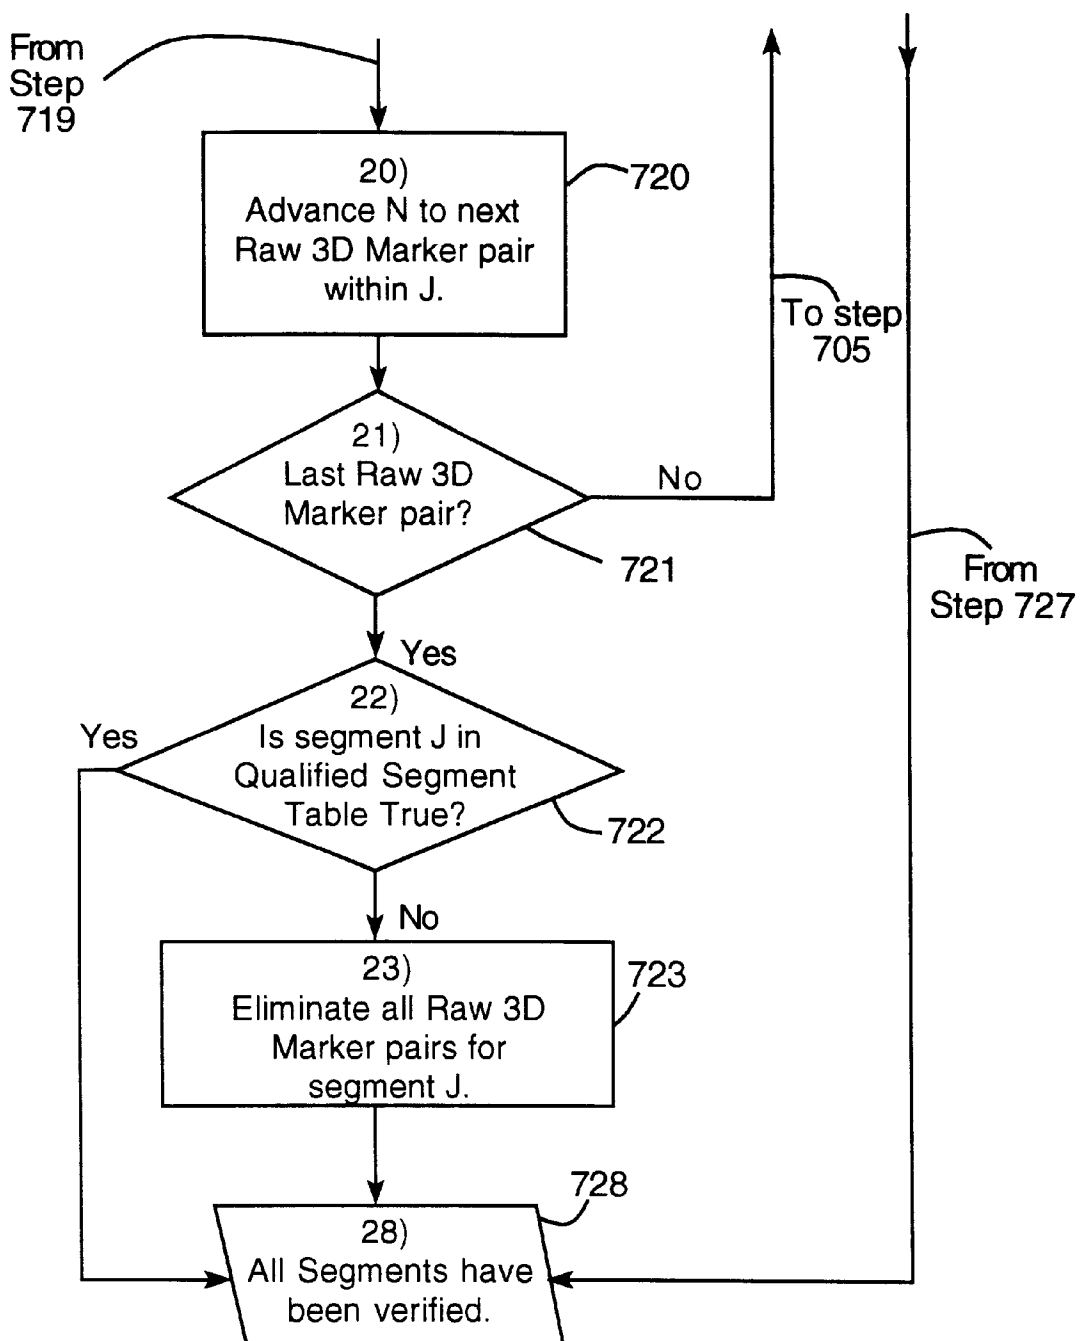 From
Step
719
20)
Advance N to next
Raw 3D Marker pair
within J.
720
To step
705
21)
Last Raw 3D
Marker pair?
No
721
From
Step 727
Yes
22)
Is segment J in
Qualified Segment
Table True?
Yes
722
No
23)
Eliminate all Raw 3D
Marker pairs for
segment J.
723
728
28)
All Segments have
been verified.